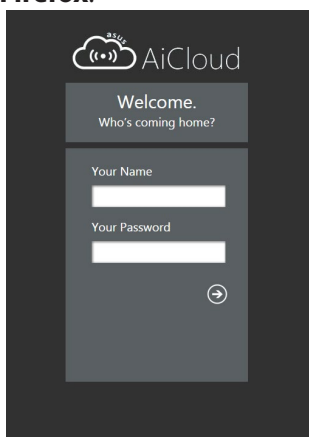 Firefox.
asus
AiCloud
Welcome.
Who's coming home?
Your Name
Your Password